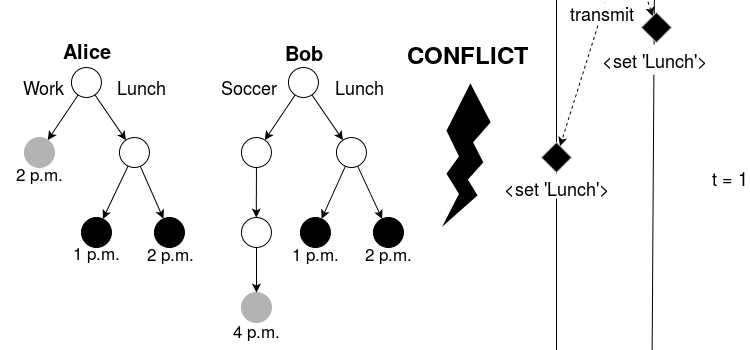 transmit
<set 'Lunch'>
CONFLICT
Alice
Bob
Work
Lunch
Soccer
Lunch
2 p.m.
<set 'Lunch'>
t = 1
1 p.m.
2 p.m.
1 p.m.
2 p.m.
4 p.m.